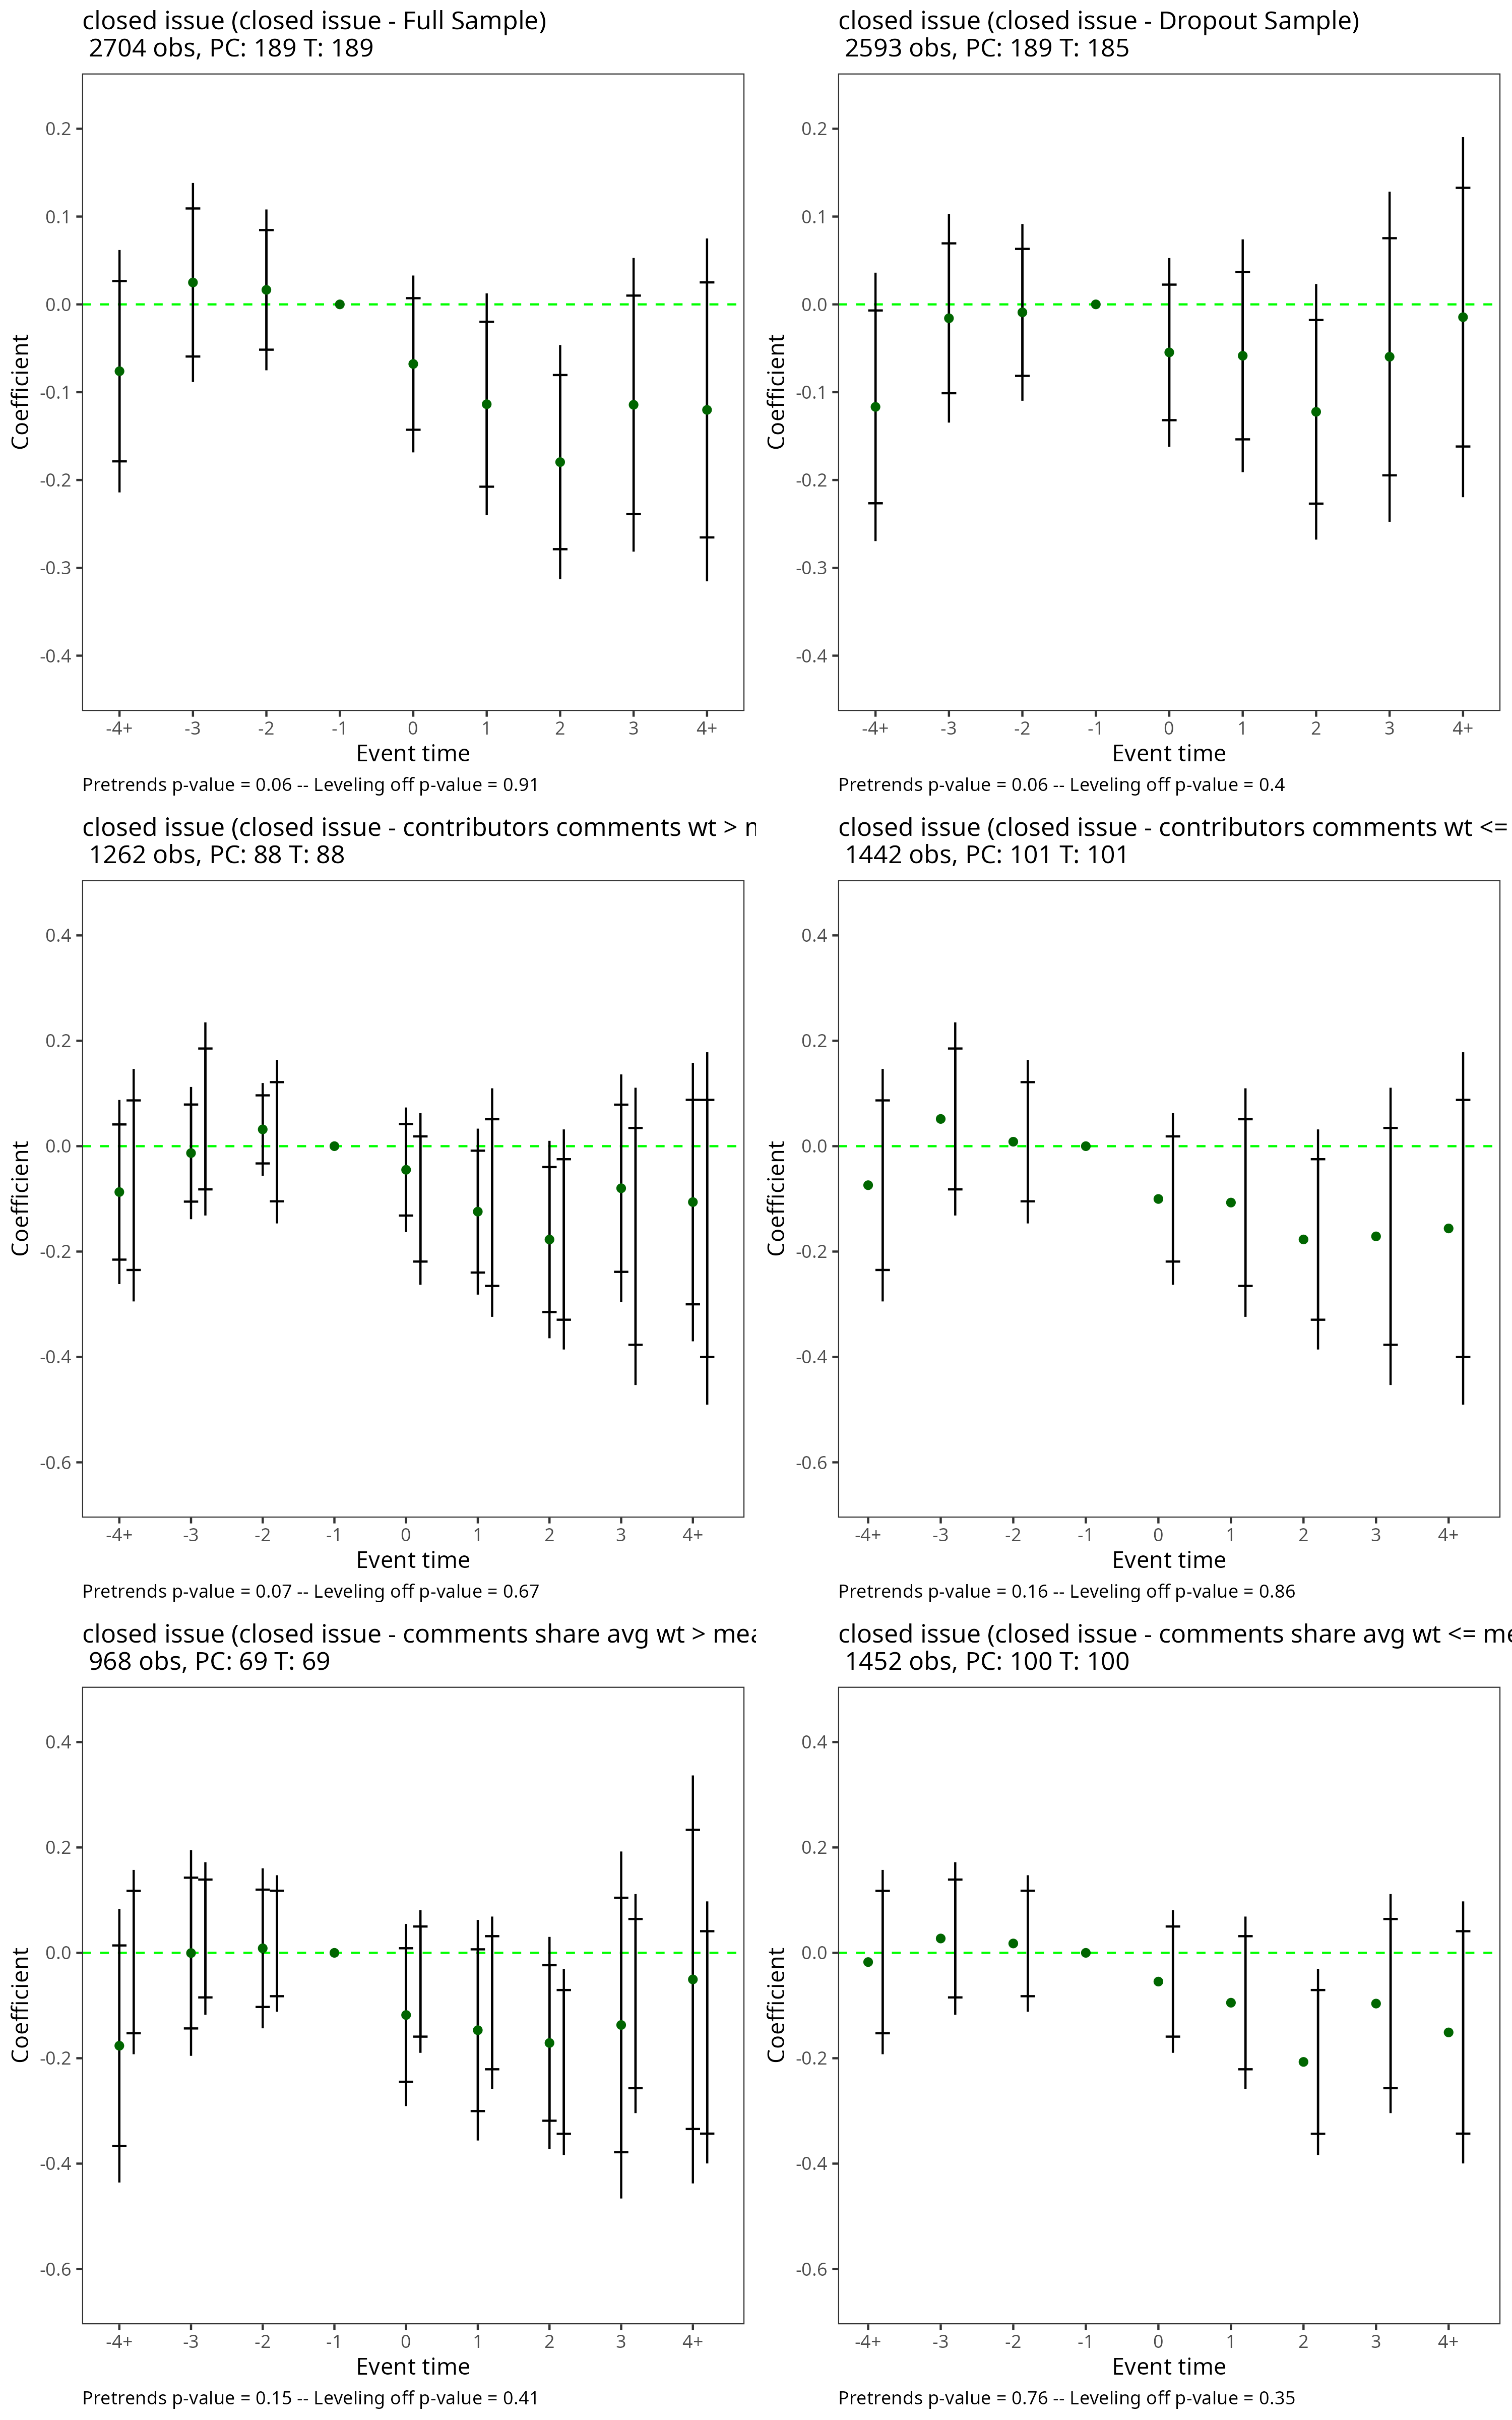 closed issue (closed issue - Full Sample)
2704 obs, PC: 189 T: 189
Coefficient
0.2
0.1
0.0
-0.1
-0.2
-0.3
-0.4
-4+ -3 -2 -1 0 1 2 3 4+
Event time
Pretrends p-value = 0.06 -- Leveling off p-value = 0.91
closed issue (closed issue - Dropout Sample)
2593 obs, PC: 189 T: 185
Coefficient
0.2
0.1
0.0
-0.1
-0.2
-0.3
-0.4
-4+ -3 -2 -1 0 1 2 3 4+
Event time
Pretrends p-value = 0.06 -- Leveling off p-value = 0.4
closed issue (closed issue - contributors comments wt >
1262 obs, PC: 88 T: 88
Coefficient
0.4
0.2
0.0
-0.2
-0.4
-0.6
-4+ -3 -2 -1 0 1 2 3 4+
Event time
Pretrends p-value = 0.07 -- Leveling off p-value = 0.67
closed issue (closed issue - contributors comments wt <=
1442 obs, PC: 101 T: 101
Coefficient
0.4
0.2
0.0
-0.2
-0.4
-0.6
-4+ -3 -2 -1 0 1 2 3 4+
Event time
Pretrends p-value = 0.16 -- Leveling off p-value = 0.86
closed issue (closed issue - comments share avg wt > mea
968 obs, PC: 69 T: 69
Coefficient
0.4
0.2
0.0
-0.2
-0.4
-0.6
-4+ -3 -2 -1 0 1 2 3 4+
Event time
Pretrends p-value = 0.15 -- Leveling off p-value = 0.41
closed issue (closed issue - comments share avg wt <= me
1452 obs, PC: 100 T: 100
Coefficient
0.4
0.2
0.0
-0.2
-0.4
-0.6
-4+ -3 -2 -1 0 1 2 3 4+
Event time
Pretrends p-value = 0.76 -- Leveling off p-value = 0.35